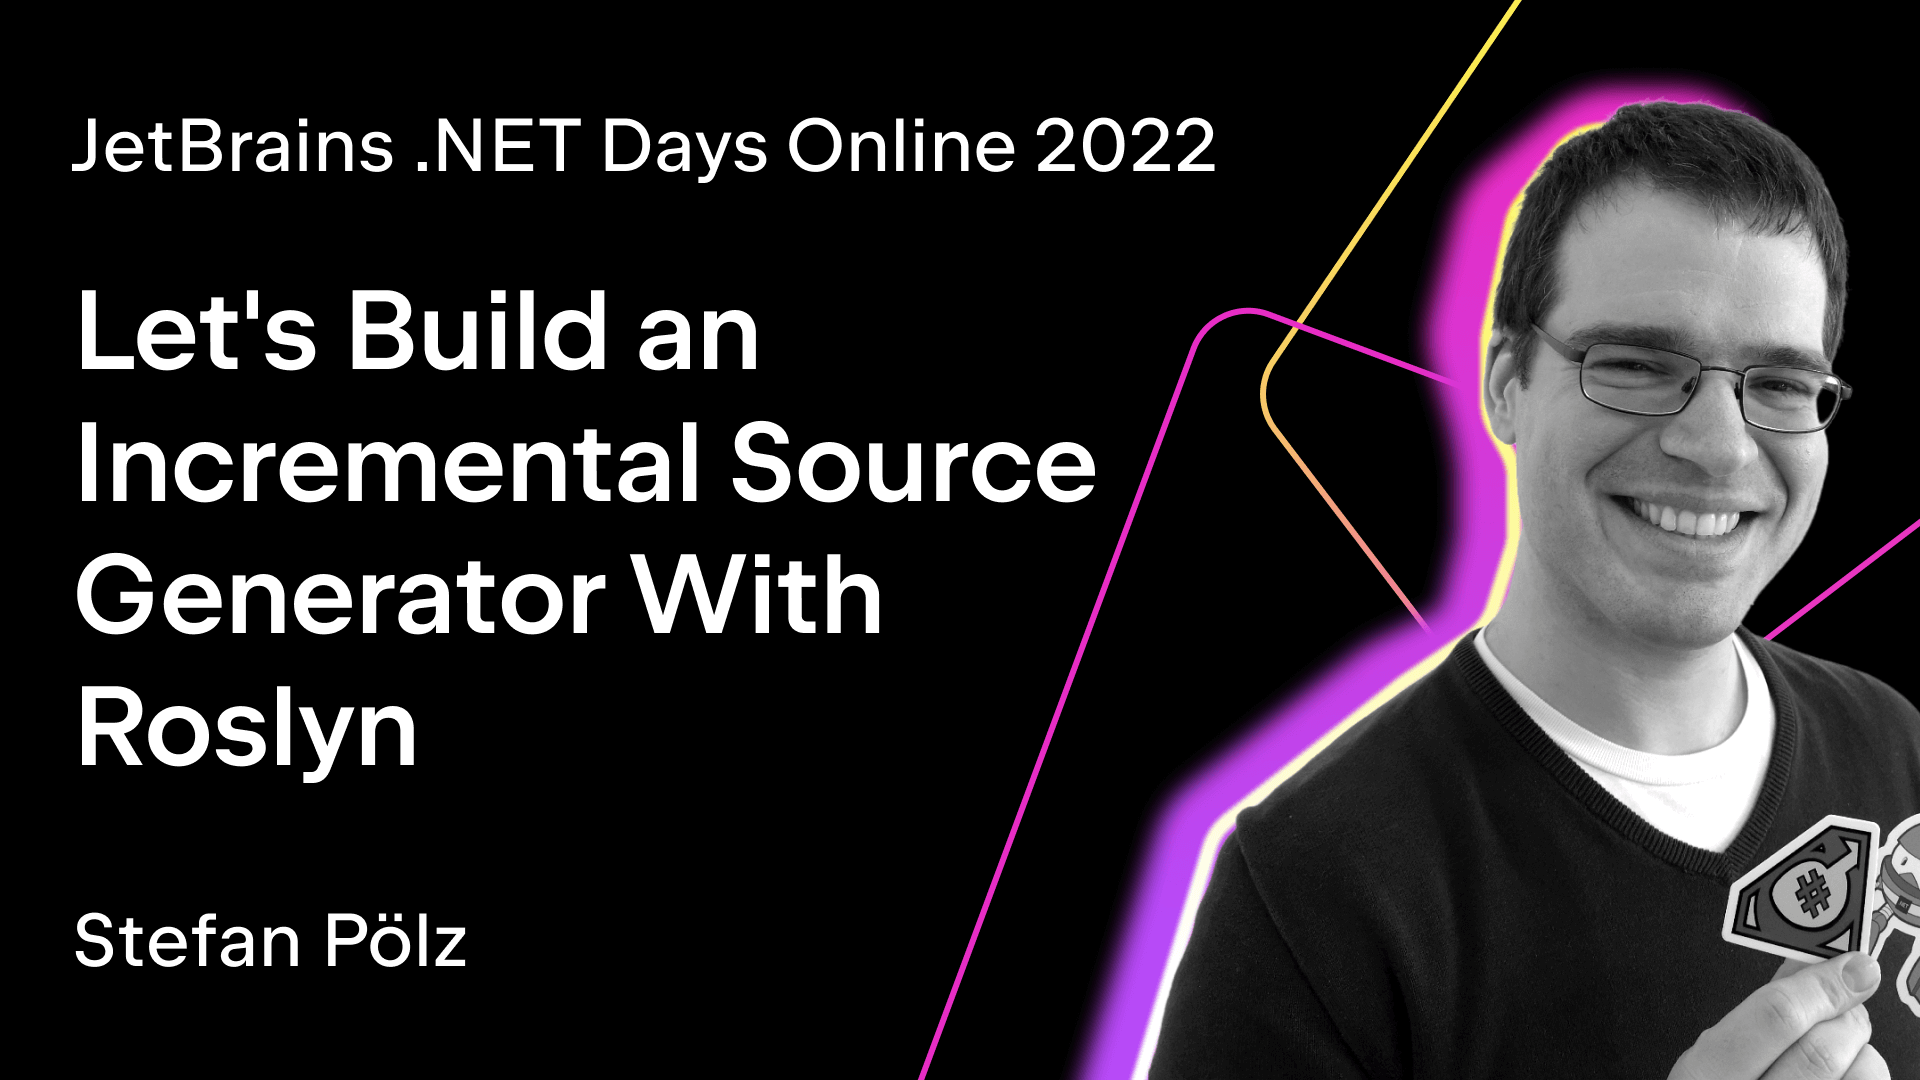 JetBrains .NET Days Online 2022
Let's Build an
Incremental Source
Generator With
Roslyn
Stefan Pölz
#